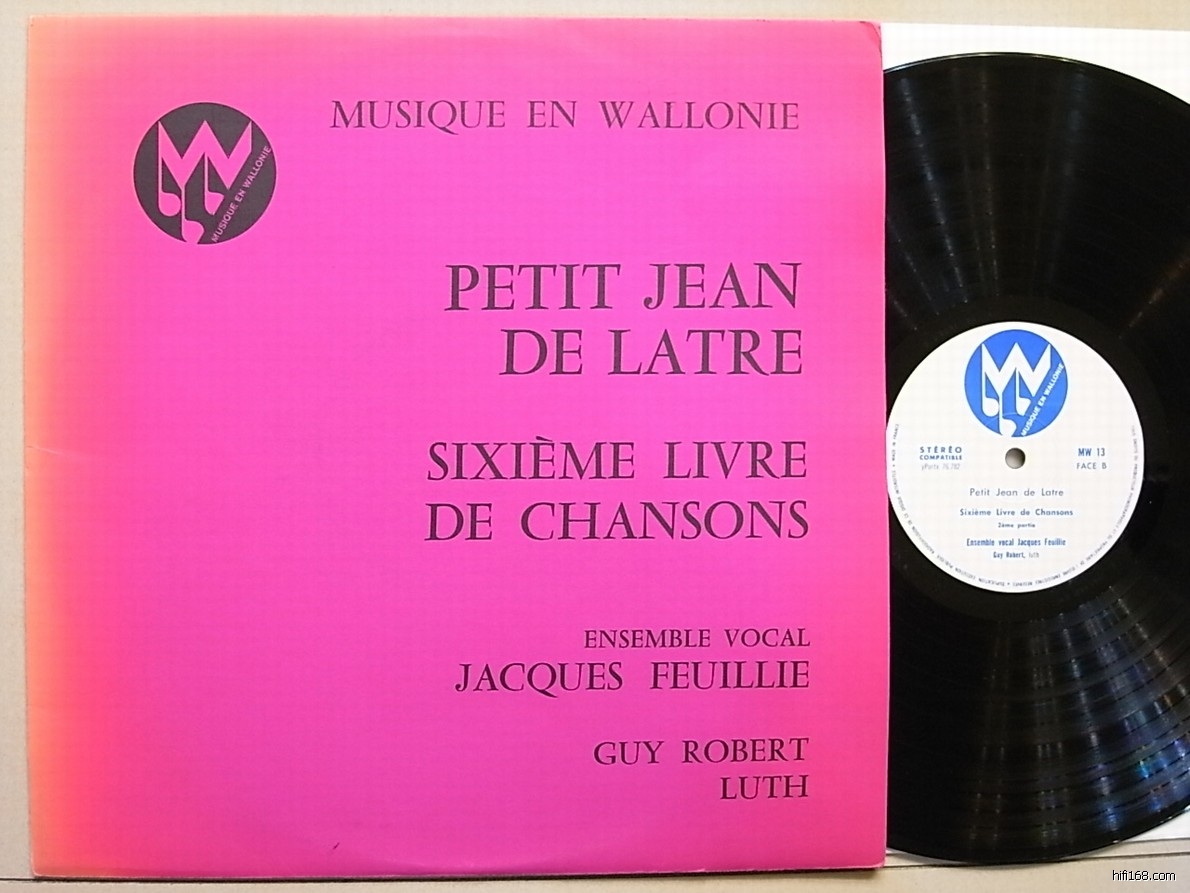 MUSIQUE EN WALLONIE
MUSIQUE EN WALLONIE
PETIT JEAN
DE LATRE
SIXIÈME LIVRE
DE CHANSONS
ENSEMBLE VOCAL
JACQUES FEUILLIE
GUY ROBERT
LUTH
MUSIQUE EN WALLONIE
STÉRÉO
COMPATIBLE
MW 13
FACE B
Petit Jean de Latre
Sixième Livre de Chansons
2ème partie
Ensemble vocal Jacques Feuillie
Guy Robert, luth
hifi168.com